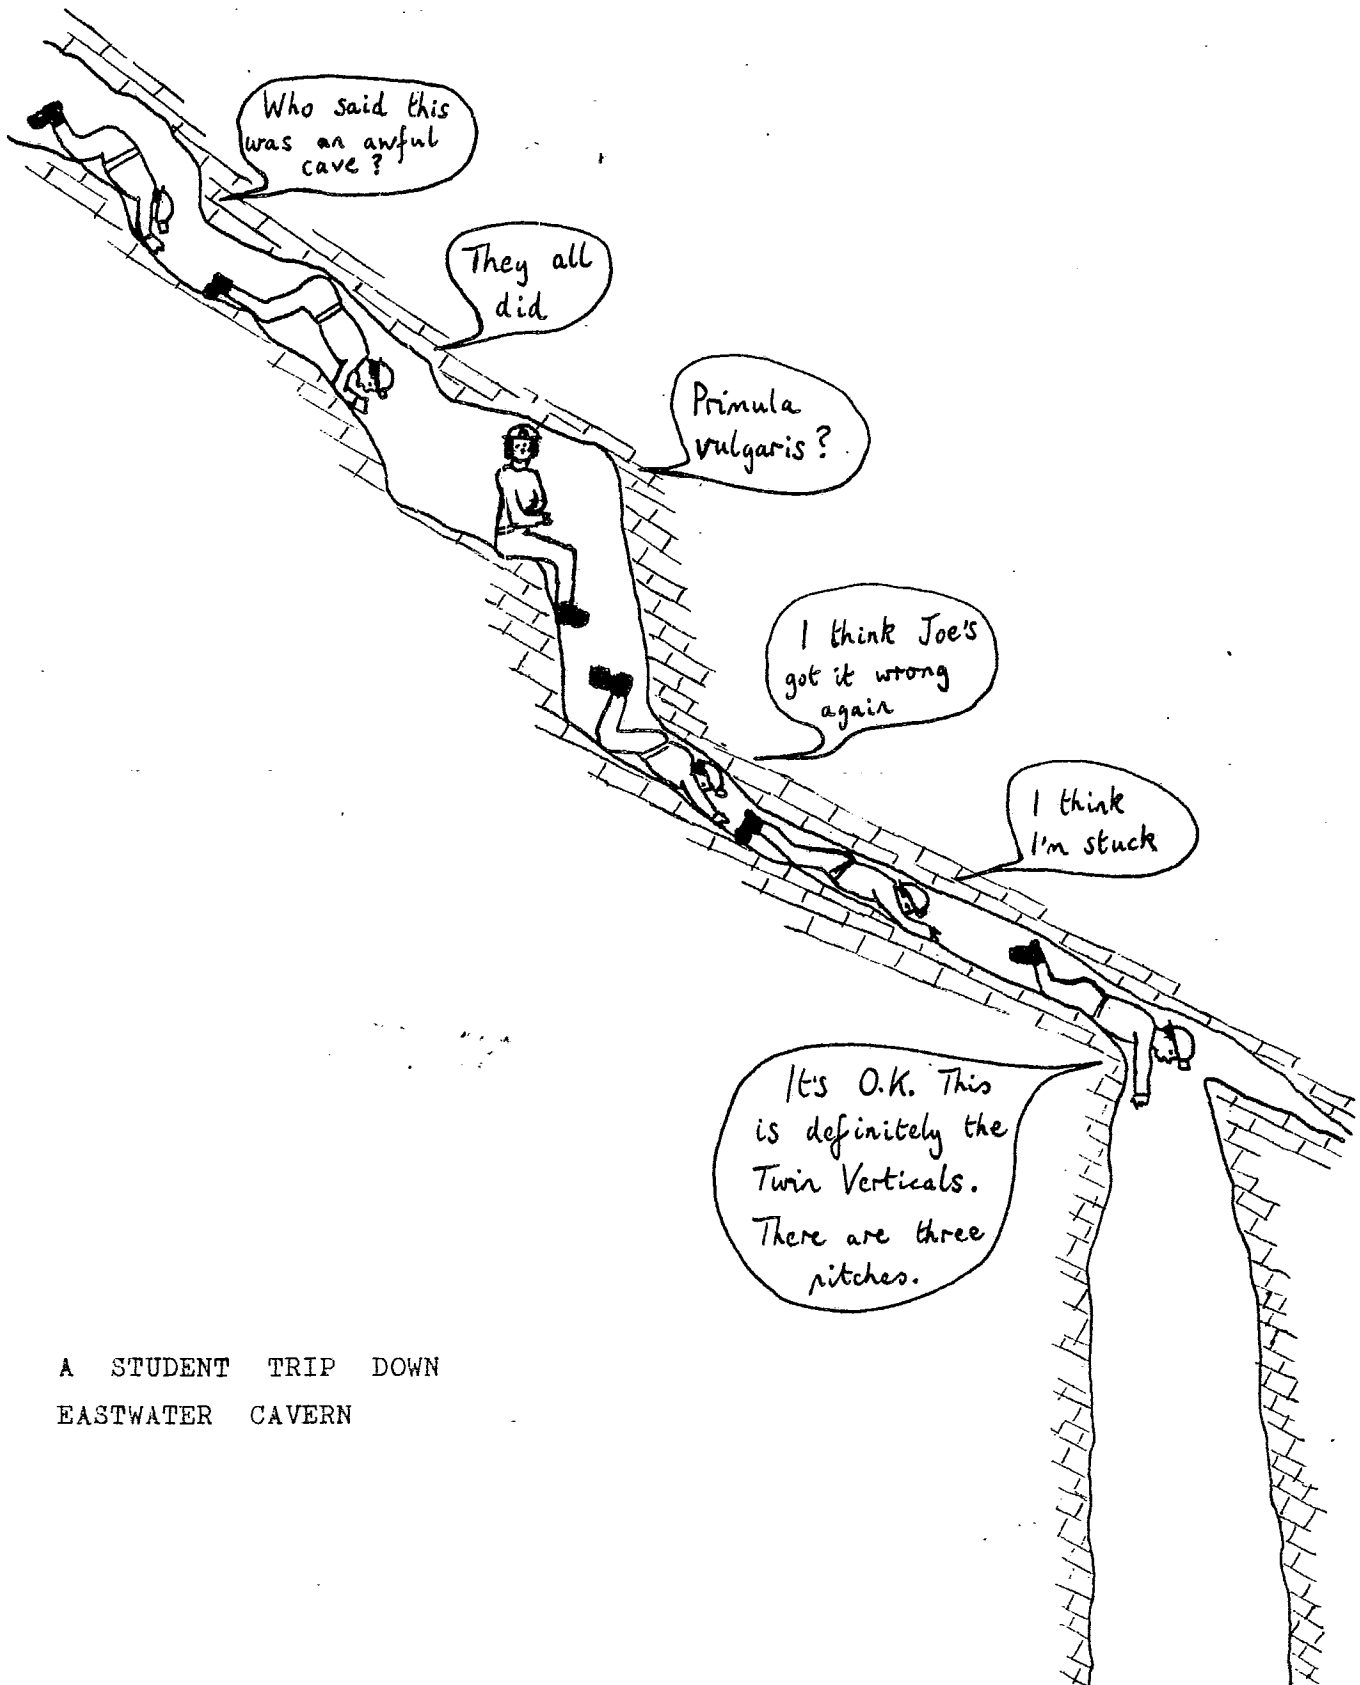 Who said this
was an awful
cave?
They all
did
Primula
vulgaris?
I think Joe's
got it wrong
again
I think
I'm stuck
It's O.K. This
is definitely the
Twin Verticals.
There are three
pitches.
A STUDENT TRIP DOWN
EASTWATER CAVERN